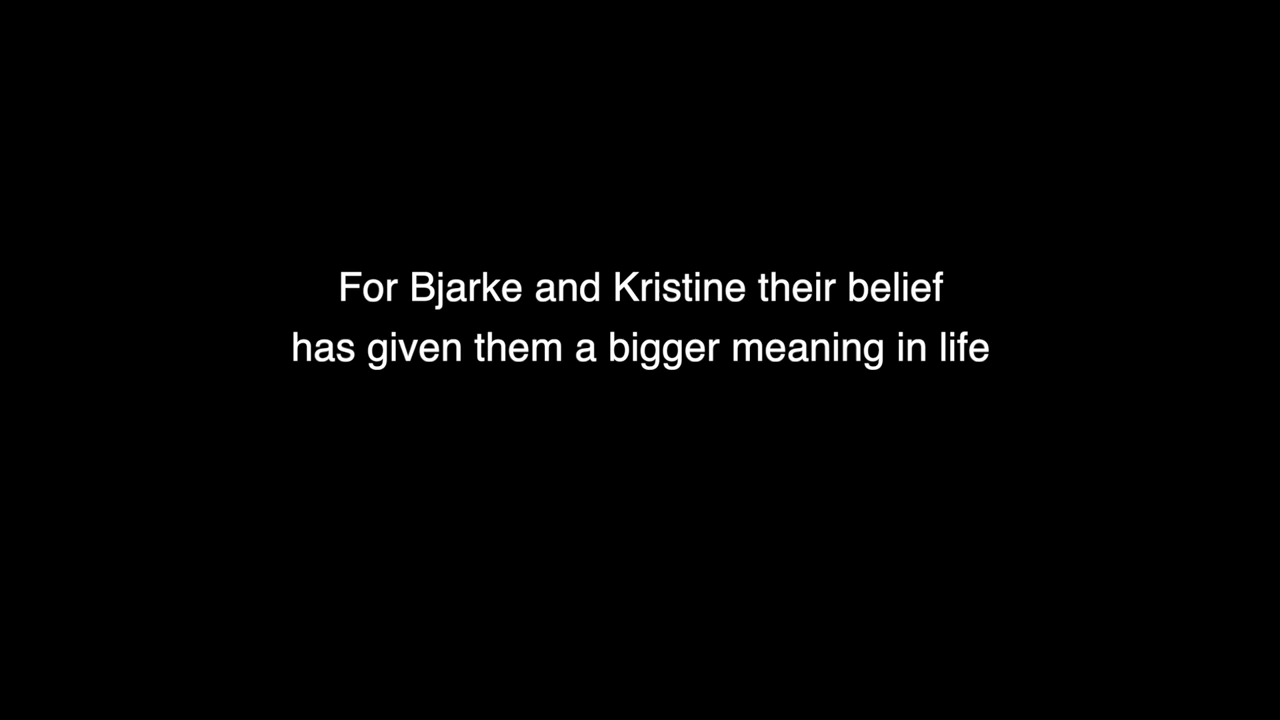 For Bjarke and Kristine their belief
has given them a bigger meaning in life